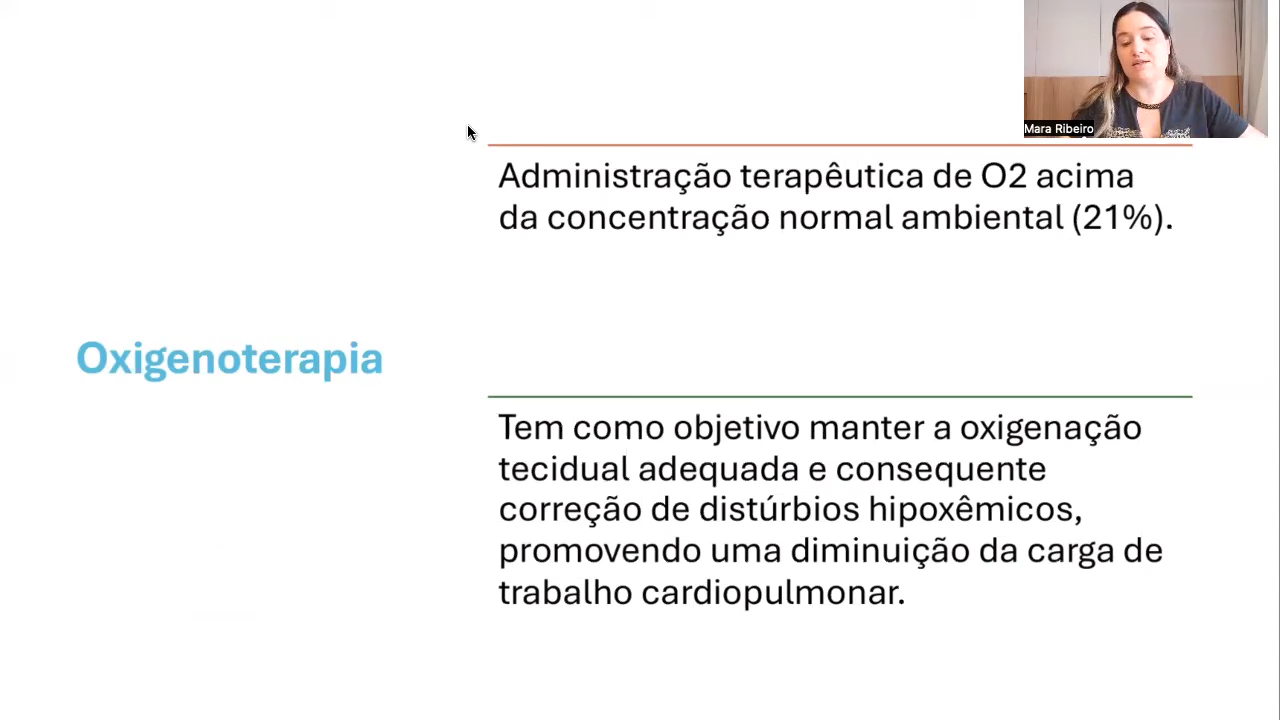 Mara Ribeiro
Administração terapêutica de O2 acima
da concentração normal ambiental (21%).
Oxigenoterapia
Tem como objetivo manter a oxigenação
tecidual adequada e consequente
correção de distúrbios hipoxêmicos,
promovendo uma diminuição da carga de
trabalho cardiopulmonar.